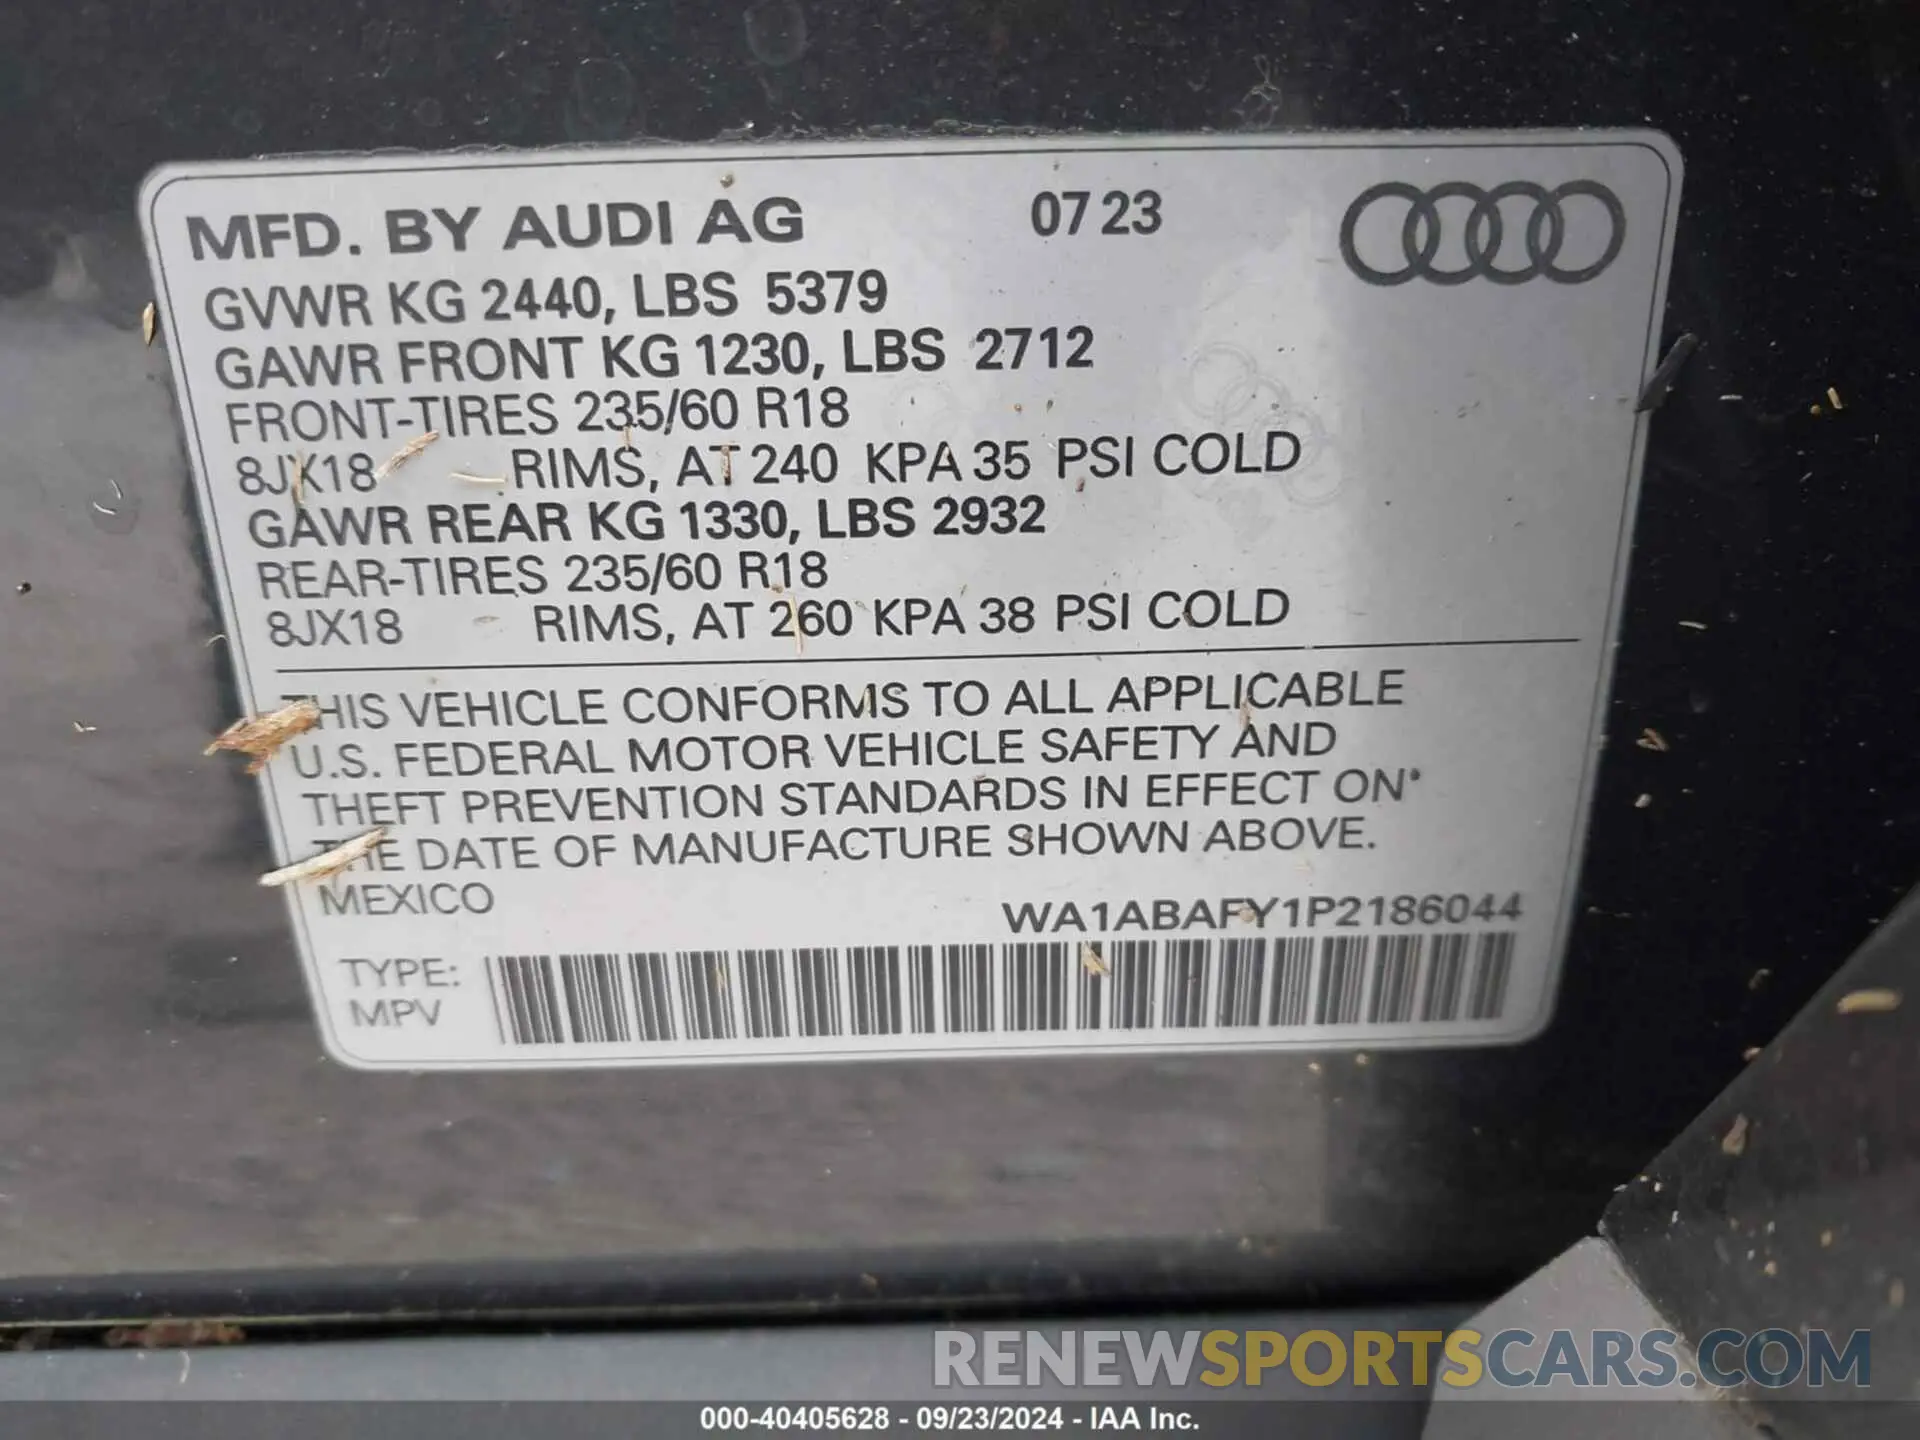 MFD. BY AUDI AG 07 23
GVWR KG 2440, LBS 5379
GAWR FRONT KG 1230, LBS 2712
FRONT-TIRES 235/60 R18
8JX18 RIMS, AT 240 KPA 35 PSI COLD
GAWR REAR KG 1330, LBS 2932
REAR-TIRES 235/60 R18
8JX18 RIMS, AT 260 KPA 38 PSI COLD
THIS VEHICLE CONFORMS TO ALL APPLICABLE
U.S. FEDERAL MOTOR VEHICLE SAFETY AND
THEFT PREVENTION STANDARDS IN EFFECT ON
THE DATE OF MANUFACTURE SHOWN ABOVE.
MEXICO
WA1ABAFY1P2186044
TYPE:
MPV
RENEWSPORTSCARS.COM
000-40405628 - 09/23/2024 - IAA Inc.